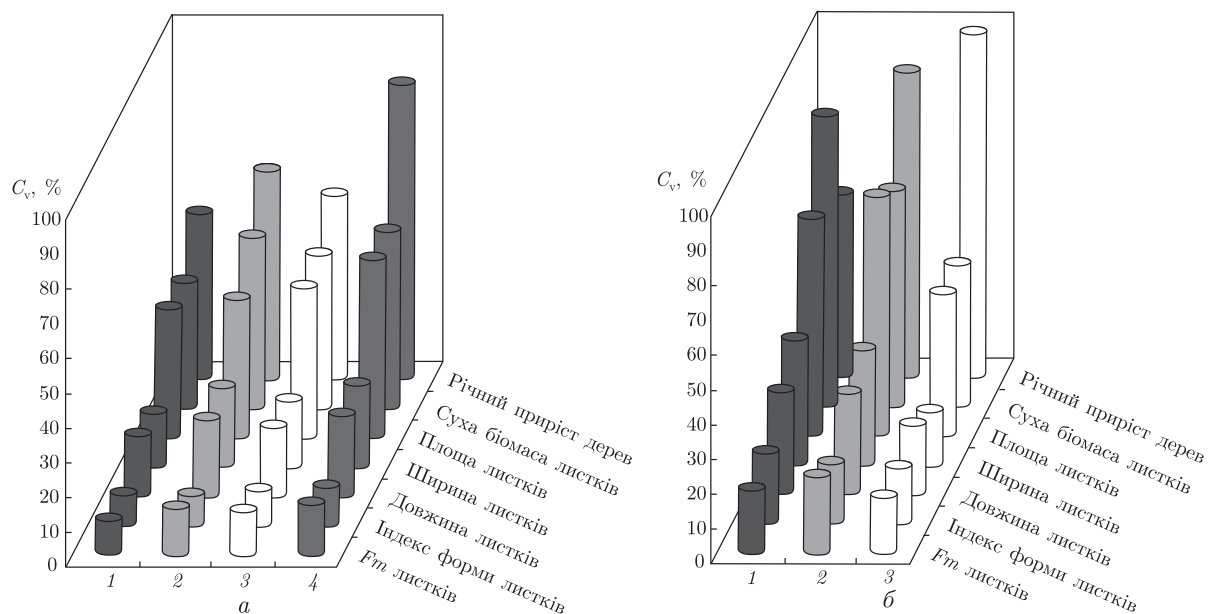 C_v, %
100
90
80
70
60
50
40
30
20
10
0
1 2 3 4
а
Річний приріст дерев
Суха біомаса листків
Площа листків
Ширина листків
Довжина листків
Індекс форми листків
Fm листків
C_v, %
100
90
80
70
60
50
40
30
20
10
0
1 2 3
б
Річний приріст дерев
Суха біомаса листків
Площа листків
Ширина листків
Довжина листків
Індекс форми листків
Fm листків